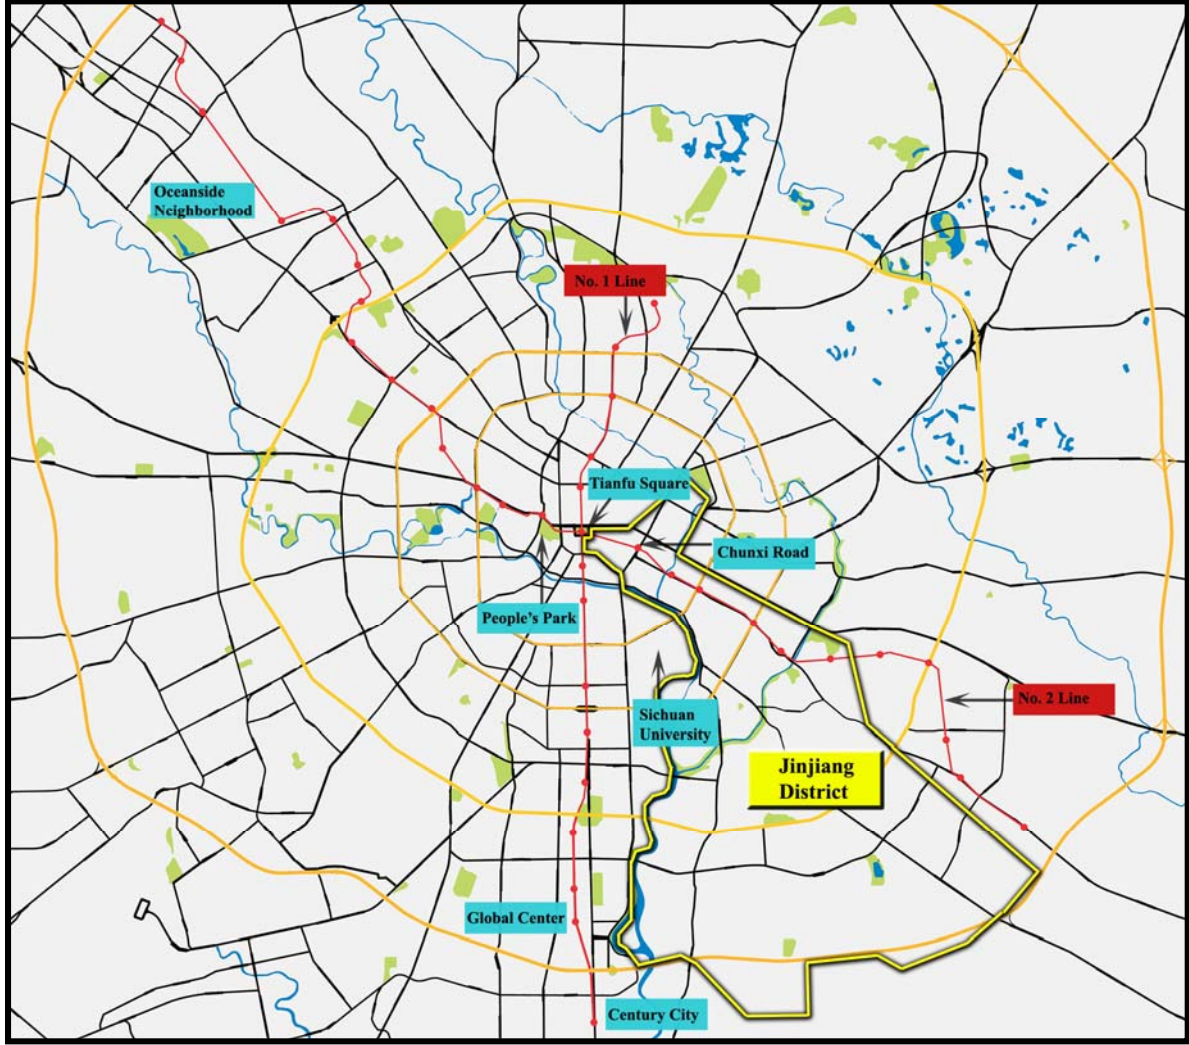 Oceanside
Neighborhood
No. 1 Line
Tianfu Square
Chunxi Road
People's Park
No. 2 Line
Sichuan
University
Jinjiang
District
Global Center
Century City